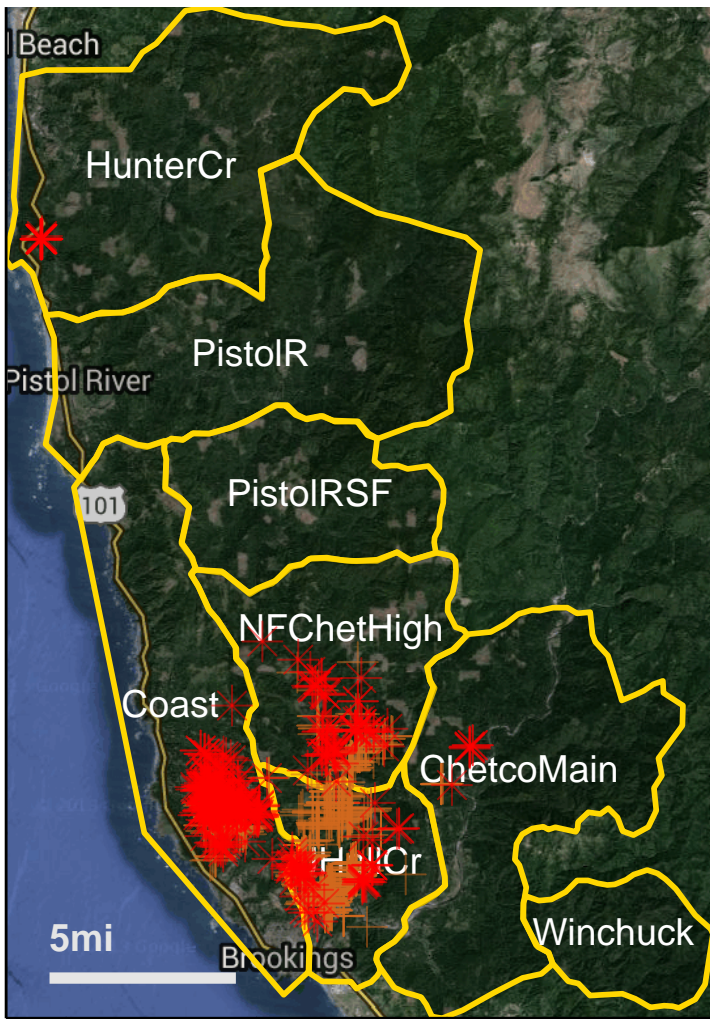 l Beach
HunterCr
PistolR
Pistol River
PistolRSF
101
NFChetHigh
Coast
ChetcoMain
Winchuck
5mi
Brookings